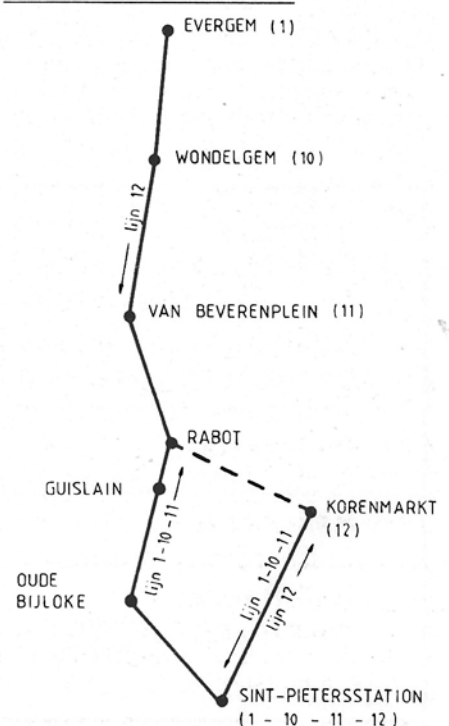 EVERGEM (1)
WONDELGEM (10)
lijn 12
VAN BEVERENPLEIN (11)
RABOT
GUISLAIN
KORENMARKT
(12)
lijn 1-10-11
lijn 1-10-11
lijn 12
OUDE
BIJLOKE
SINT-PIETERSSTATION
(1 - 10 - 11 - 12)